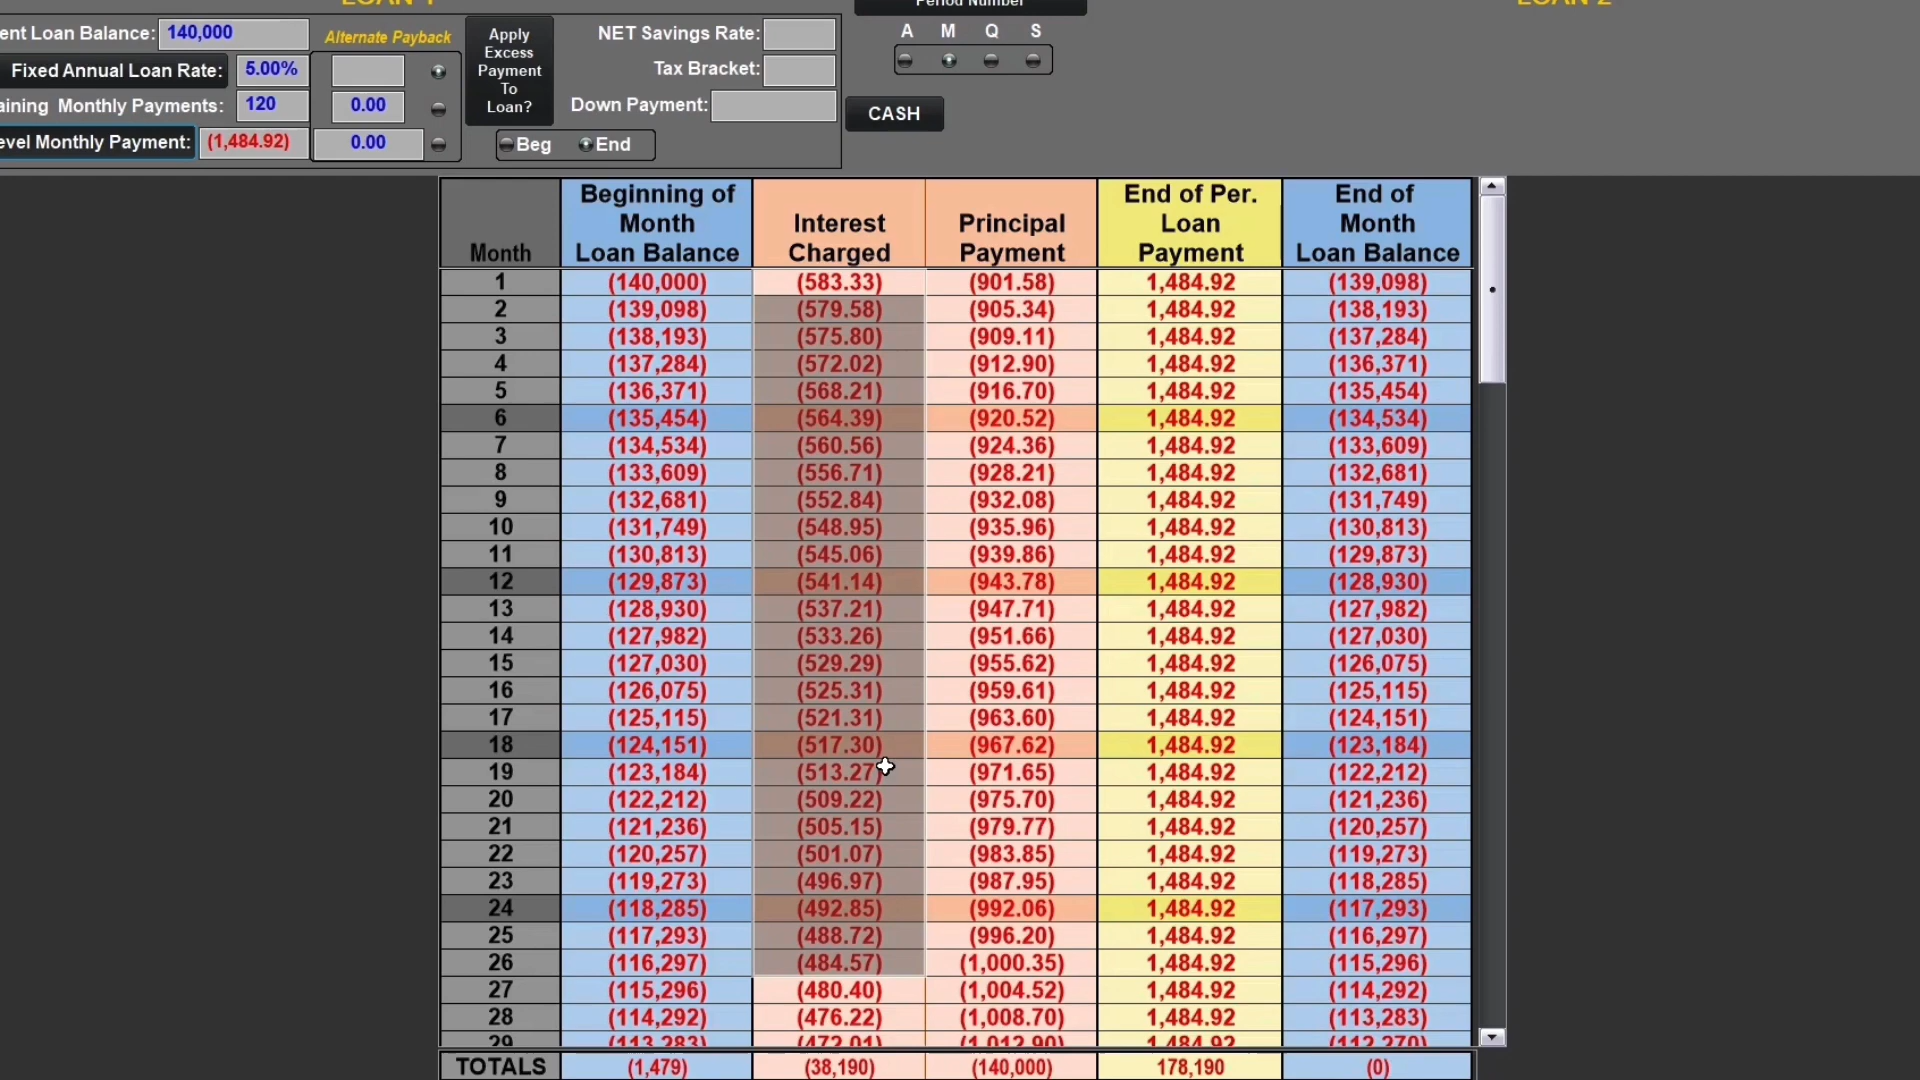 LOAN 1
LOAN 2
ent Loan Balance: 140,000
Alternate Payback
Fixed Annual Loan Rate: 5.00%
aining Monthly Payments: 120 0.00
evel Monthly Payment: (1,484.92) 0.00
Apply
Excess
Payment
To
Loan?
Beg End
NET Savings Rate:
Tax Bracket:
Down Payment:
Period Number
A M Q S
CASH
Month
Beginning of
Month
Loan Balance
Interest
Charged
Principal
Payment
End of Per.
Loan
Payment
End of
Month
Loan Balance
1 (140,000) (583.33) (901.58) 1,484.92 (139,098)
2 (139,098) (579.58) (905.34) 1,484.92 (138,193)
3 (138,193) (575.80) (909.11) 1,484.92 (137,284)
4 (137,284) (572.02) (912.90) 1,484.92 (136,371)
5 (136,371) (568.21) (916.70) 1,484.92 (135,454)
6 (135,454) (564.39) (920.52) 1,484.92 (134,534)
7 (134,534) (560.56) (924.36) 1,484.92 (133,609)
8 (133,609) (556.71) (928.21) 1,484.92 (132,681)
9 (132,681) (552.84) (932.08) 1,484.92 (131,749)
10 (131,749) (548.95) (935.96) 1,484.92 (130,813)
11 (130,813) (545.06) (939.86) 1,484.92 (129,873)
12 (129,873) (541.14) (943.78) 1,484.92 (128,930)
13 (128,930) (537.21) (947.71) 1,484.92 (127,982)
14 (127,982) (533.26) (951.66) 1,484.92 (127,030)
15 (127,030) (529.29) (955.62) 1,484.92 (126,075)
16 (126,075) (525.31) (959.61) 1,484.92 (125,115)
17 (125,115) (521.31) (963.60) 1,484.92 (124,151)
18 (124,151) (517.30) (967.62) 1,484.92 (123,184)
19 (123,184) (513.27) (971.65) 1,484.92 (122,212)
20 (122,212) (509.22) (975.70) 1,484.92 (121,236)
21 (121,236) (505.15) (979.77) 1,484.92 (120,257)
22 (120,257) (501.07) (983.85) 1,484.92 (119,273)
23 (119,273) (496.97) (987.95) 1,484.92 (118,285)
24 (118,285) (492.85) (992.06) 1,484.92 (117,293)
25 (117,293) (488.72) (996.20) 1,484.92 (116,297)
26 (116,297) (484.57) (1,000.35) 1,484.92 (115,296)
27 (115,296) (480.40) (1,004.52) 1,484.92 (114,292)
28 (114,292) (476.22) (1,008.70) 1,484.92 (113,283)
29 (113,283) (472.01) (1,012.90) 1,484.92 (112,270)
TOTALS (1,479) (38,190) (140,000) 178,190 (0)